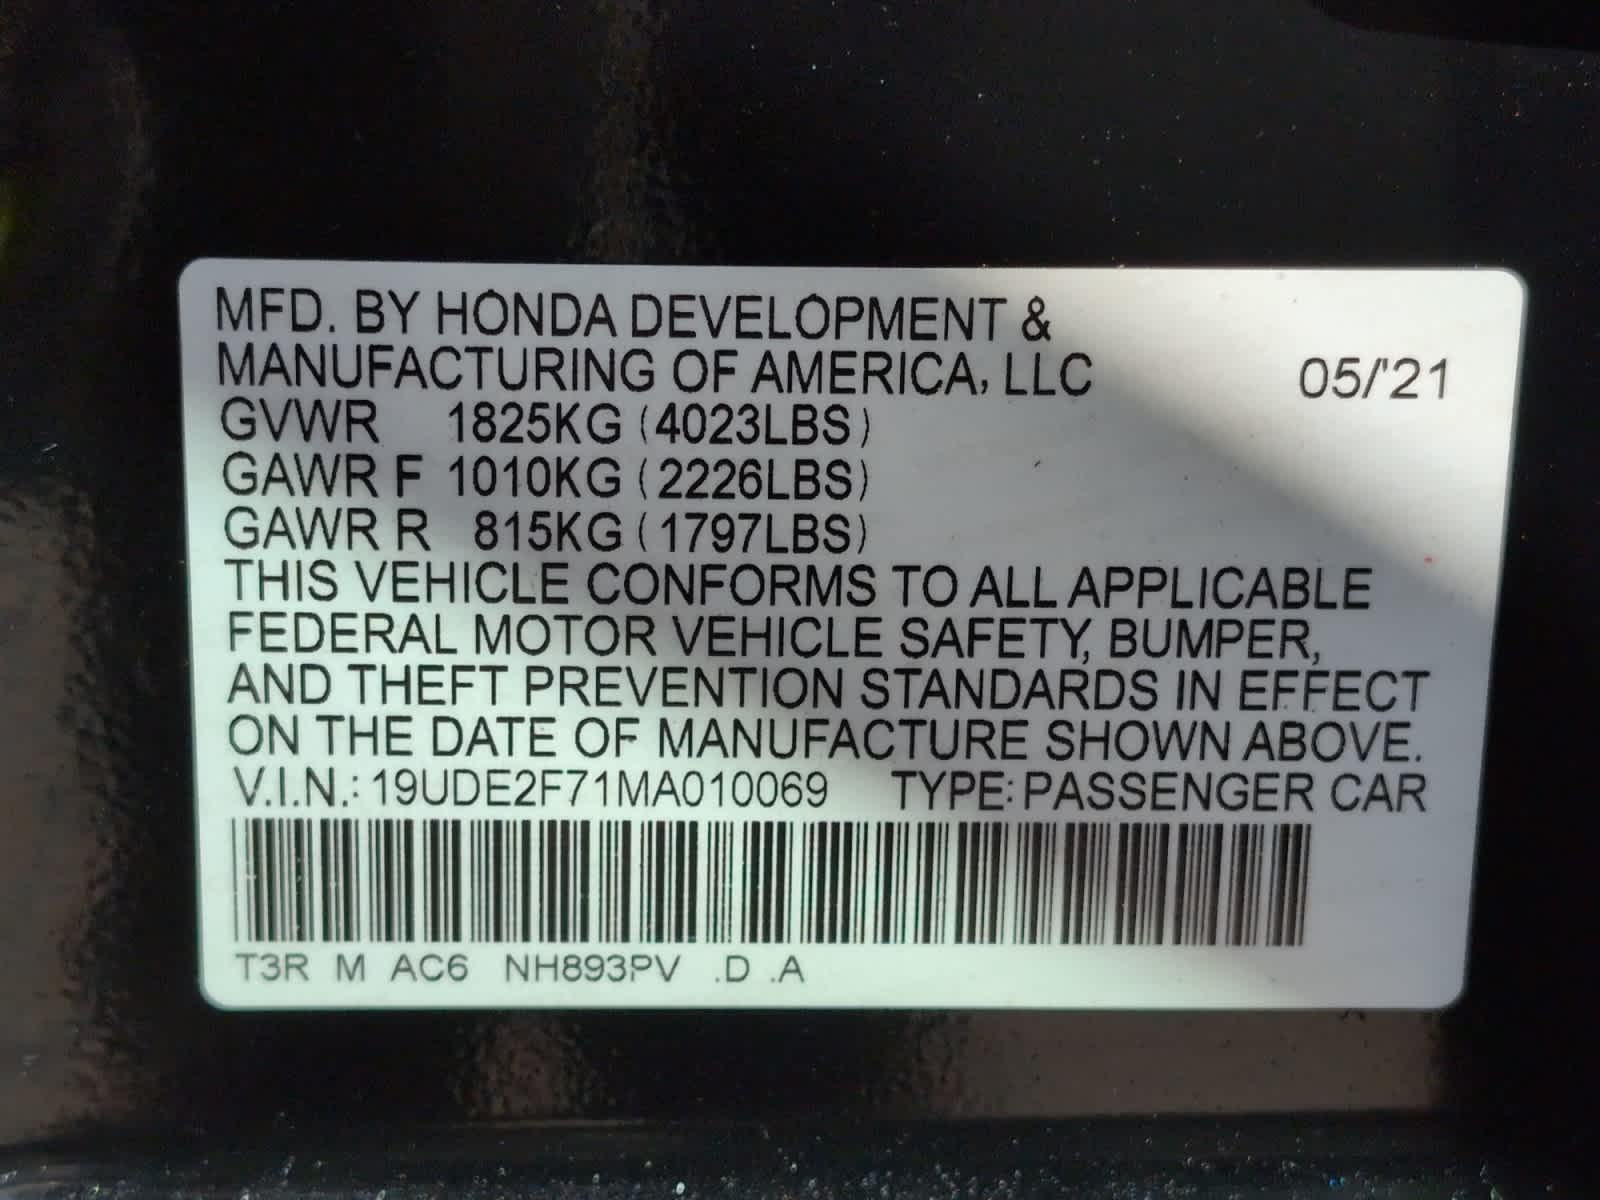 MFD. BY HONDA DEVELOPMENT &
MANUFACTURING OF AMERICA, LLC 05/'21
GVWR 1825KG (4023LBS)
GAWR F 1010KG (2226LBS)
GAWR R 815KG (1797LBS)
THIS VEHICLE CONFORMS TO ALL APPLICABLE
FEDERAL MOTOR VEHICLE SAFETY, BUMPER,
AND THEFT PREVENTION STANDARDS IN EFFECT
ON THE DATE OF MANUFACTURE SHOWN ABOVE.
V.I.N.: 19UDE2F71MA010069 TYPE: PASSENGER CAR
T3R M AC6 NH893PV .D .A